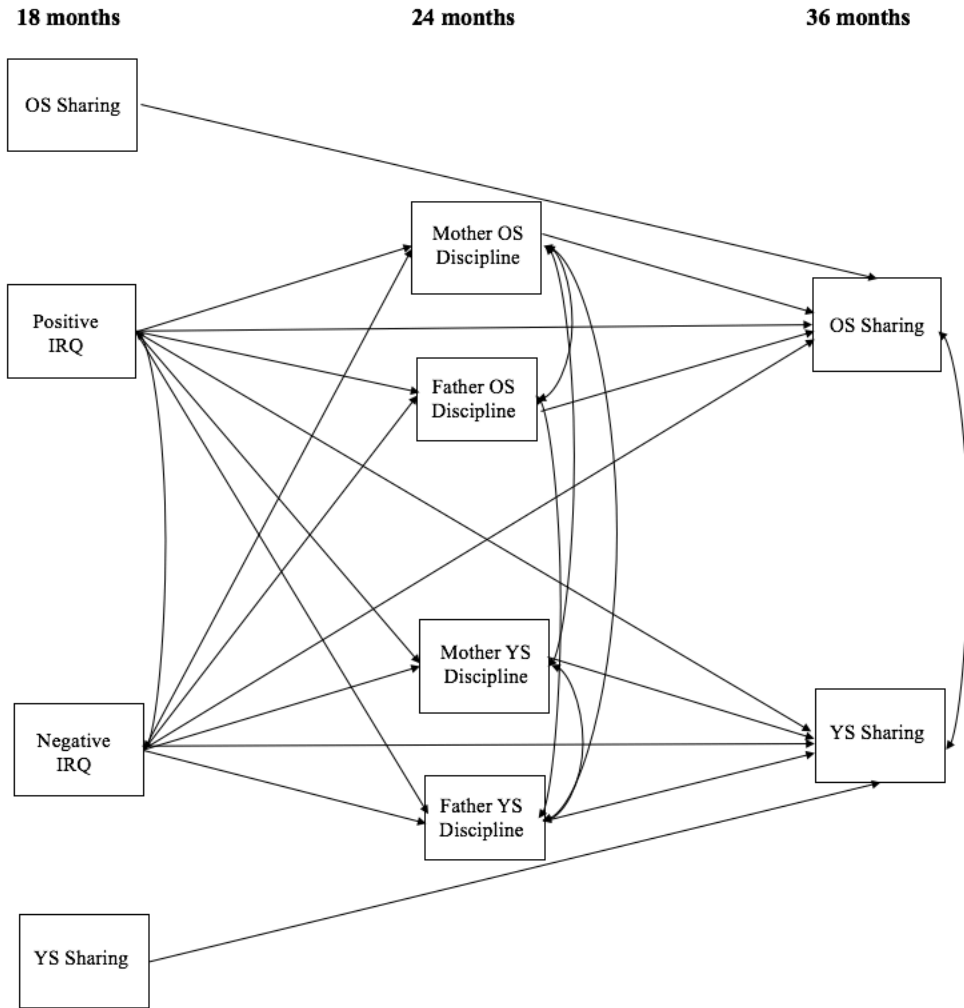 18 months
24 months
36 months
OS Sharing
Mother OS
Discipline
Positive
IRQ
OS Sharing
Father OS
Discipline
Mother YS
Discipline
Negative
IRQ
YS Sharing
Father YS
Discipline
YS Sharing